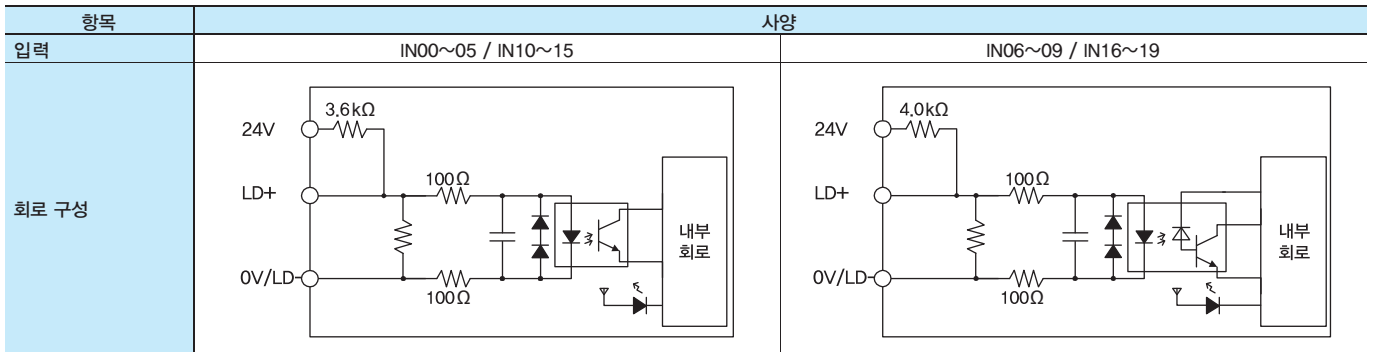 항목 사양
입력 IN00~05 / IN10~15 IN06~09 / IN16~19
회로 구성
3.6kΩ
24V
LD+
100Ω
0V/LD-
100Ω
내부
회로
4.0kΩ
24V
LD+
100Ω
0V/LD-
100Ω
내부
회로